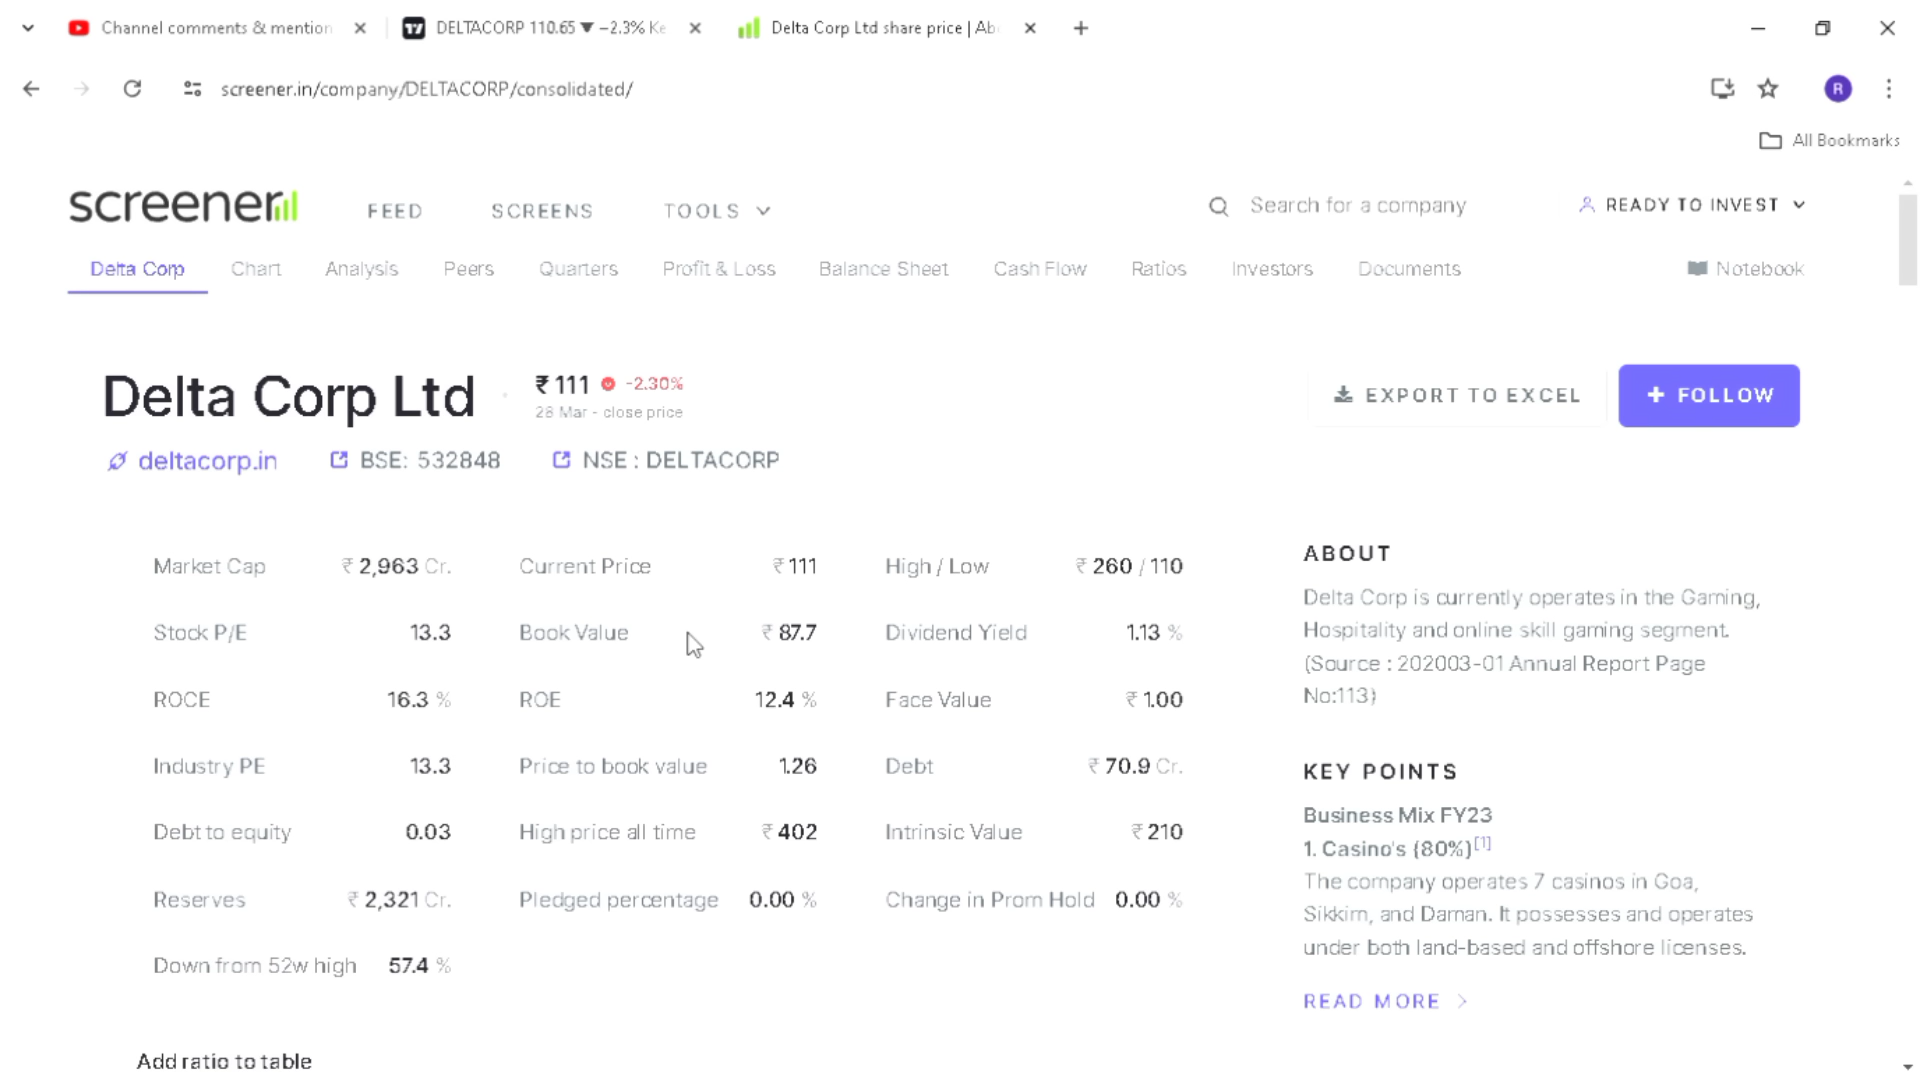 Channel comments & mention
DELTACORP 110.65 ▼ −2.3% Ke
Delta Corp Ltd share price | Ab
screener.in/company/DELTACORP/consolidated/
R
All Bookmarks
screener
FEED
SCREENS
TOOLS
Search for a company
READY TO INVEST
Delta Corp
Chart
Analysis
Peers
Quarters
Profit & Loss
Balance Sheet
Cash Flow
Ratios
Investors
Documents
Notebook
Delta Corp Ltd
₹ 111 -2.30%
28 Mar - close price
EXPORT TO EXCEL
+ FOLLOW
deltacorp.in
BSE: 532848
NSE : DELTACORP
Market Cap ₹ 2,963 Cr.
Current Price ₹ 111
High / Low ₹ 260 / 110
Stock P/E 13.3
Book Value ₹ 87.7
Dividend Yield 1.13 %
ROCE 16.3 %
ROE 12.4 %
Face Value ₹ 1.00
Industry PE 13.3
Price to book value 1.26
Debt ₹ 70.9 Cr.
Debt to equity 0.03
High price all time ₹ 402
Intrinsic Value ₹ 210
Reserves ₹ 2,321 Cr.
Pledged percentage 0.00 %
Change in Prom Hold 0.00 %
Down from 52w high 57.4 %
Add ratio to table
ABOUT
Delta Corp is currently operates in the Gaming,
Hospitality and online skill gaming segment.
(Source : 202003-01 Annual Report Page
No:113)
KEY POINTS
Business Mix FY23
1. Casino's (80%)[1]
The company operates 7 casinos in Goa,
Sikkim, and Daman. It possesses and operates
under both land-based and offshore licenses.
READ MORE